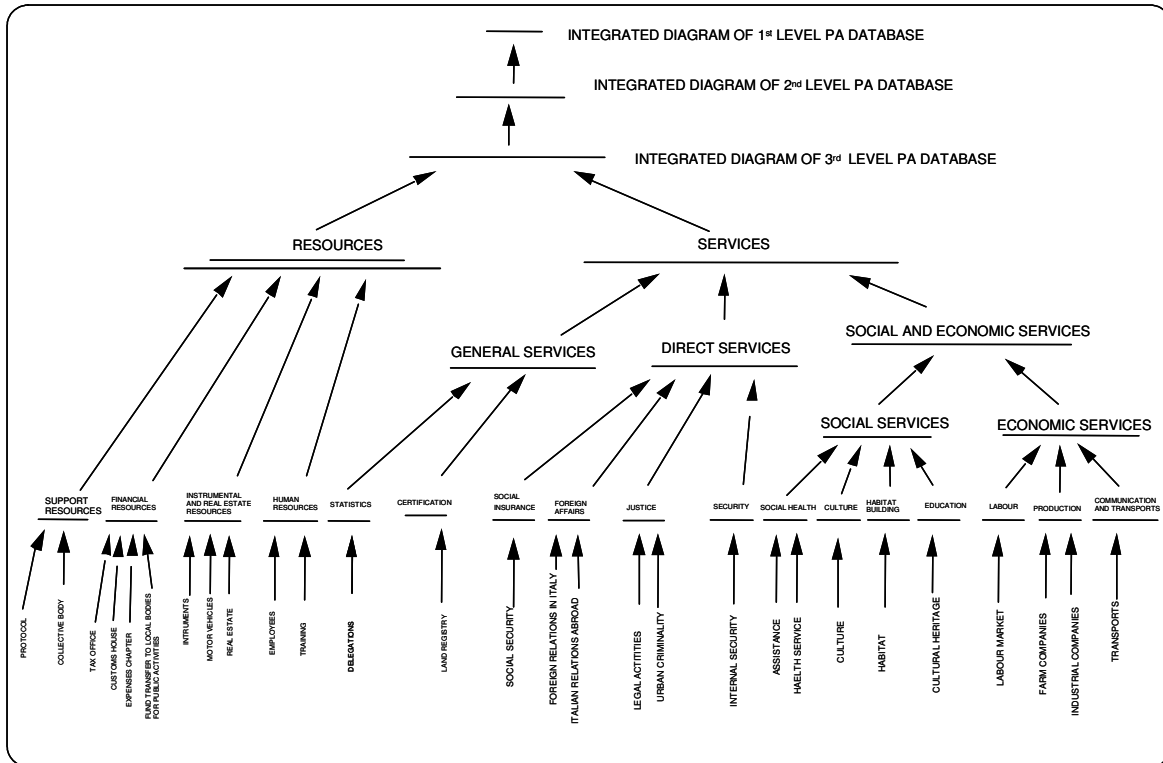 INTEGRATED DIAGRAM OF 1st LEVEL PA DATABASE
INTEGRATED DIAGRAM OF 2nd LEVEL PA DATABASE
INTEGRATED DIAGRAM OF 3rd LEVEL PA DATABASE
RESOURCES
SERVICES
GENERAL SERVICES
DIRECT SERVICES
SOCIAL AND ECONOMIC SERVICES
SOCIAL SERVICES
ECONOMIC SERVICES
SUPPORT
RESOURCES
FINANCIAL
RESOURCES
INSTRUMENTAL
AND REAL ESTATE
RESOURCES
HUMAN
RESOURCES
STATISTICS
CERTIFICATION
SOCIAL
INSURANCE
FOREIGN
AFFAIRS
JUSTICE
SECURITY
SOCIAL HEALTH
CULTURE
HABITAT
BUILDING
EDUCATION
LABOUR
PRODUCTION
COMMUNICATION
AND TRANSPORTS
PROTOCOL
COLLECTIVE BODY
TAX OFFICE
CUSTOMS HOUSE
EXPENSES CHAPTER
FUND TRANSFER TO LOCAL BODIES
FOR PUBLIC ACTIVITIES
INTRUMENTS
MOTOR VEHICLES
REAL ESTATE
EMPLOYEES
TRAINING
DELEGATIONS
LAND REGISTRY
SOCIAL SECURITY
FOREIGN RELATIONS IN ITALY
ITALIAN RELATIONS ABROAD
LEGAL ACTITITIES
URBAN CRIMINALITY
INTERNAL SECURITY
ASSISTANCE
HAELTH SERVICE
CULTURE
HABITAT
CULTURAL HERITAGE
LABOUR MARKET
FARM COMPANIES
INDUSTRIAL COMPANIES
TRANSPORTS